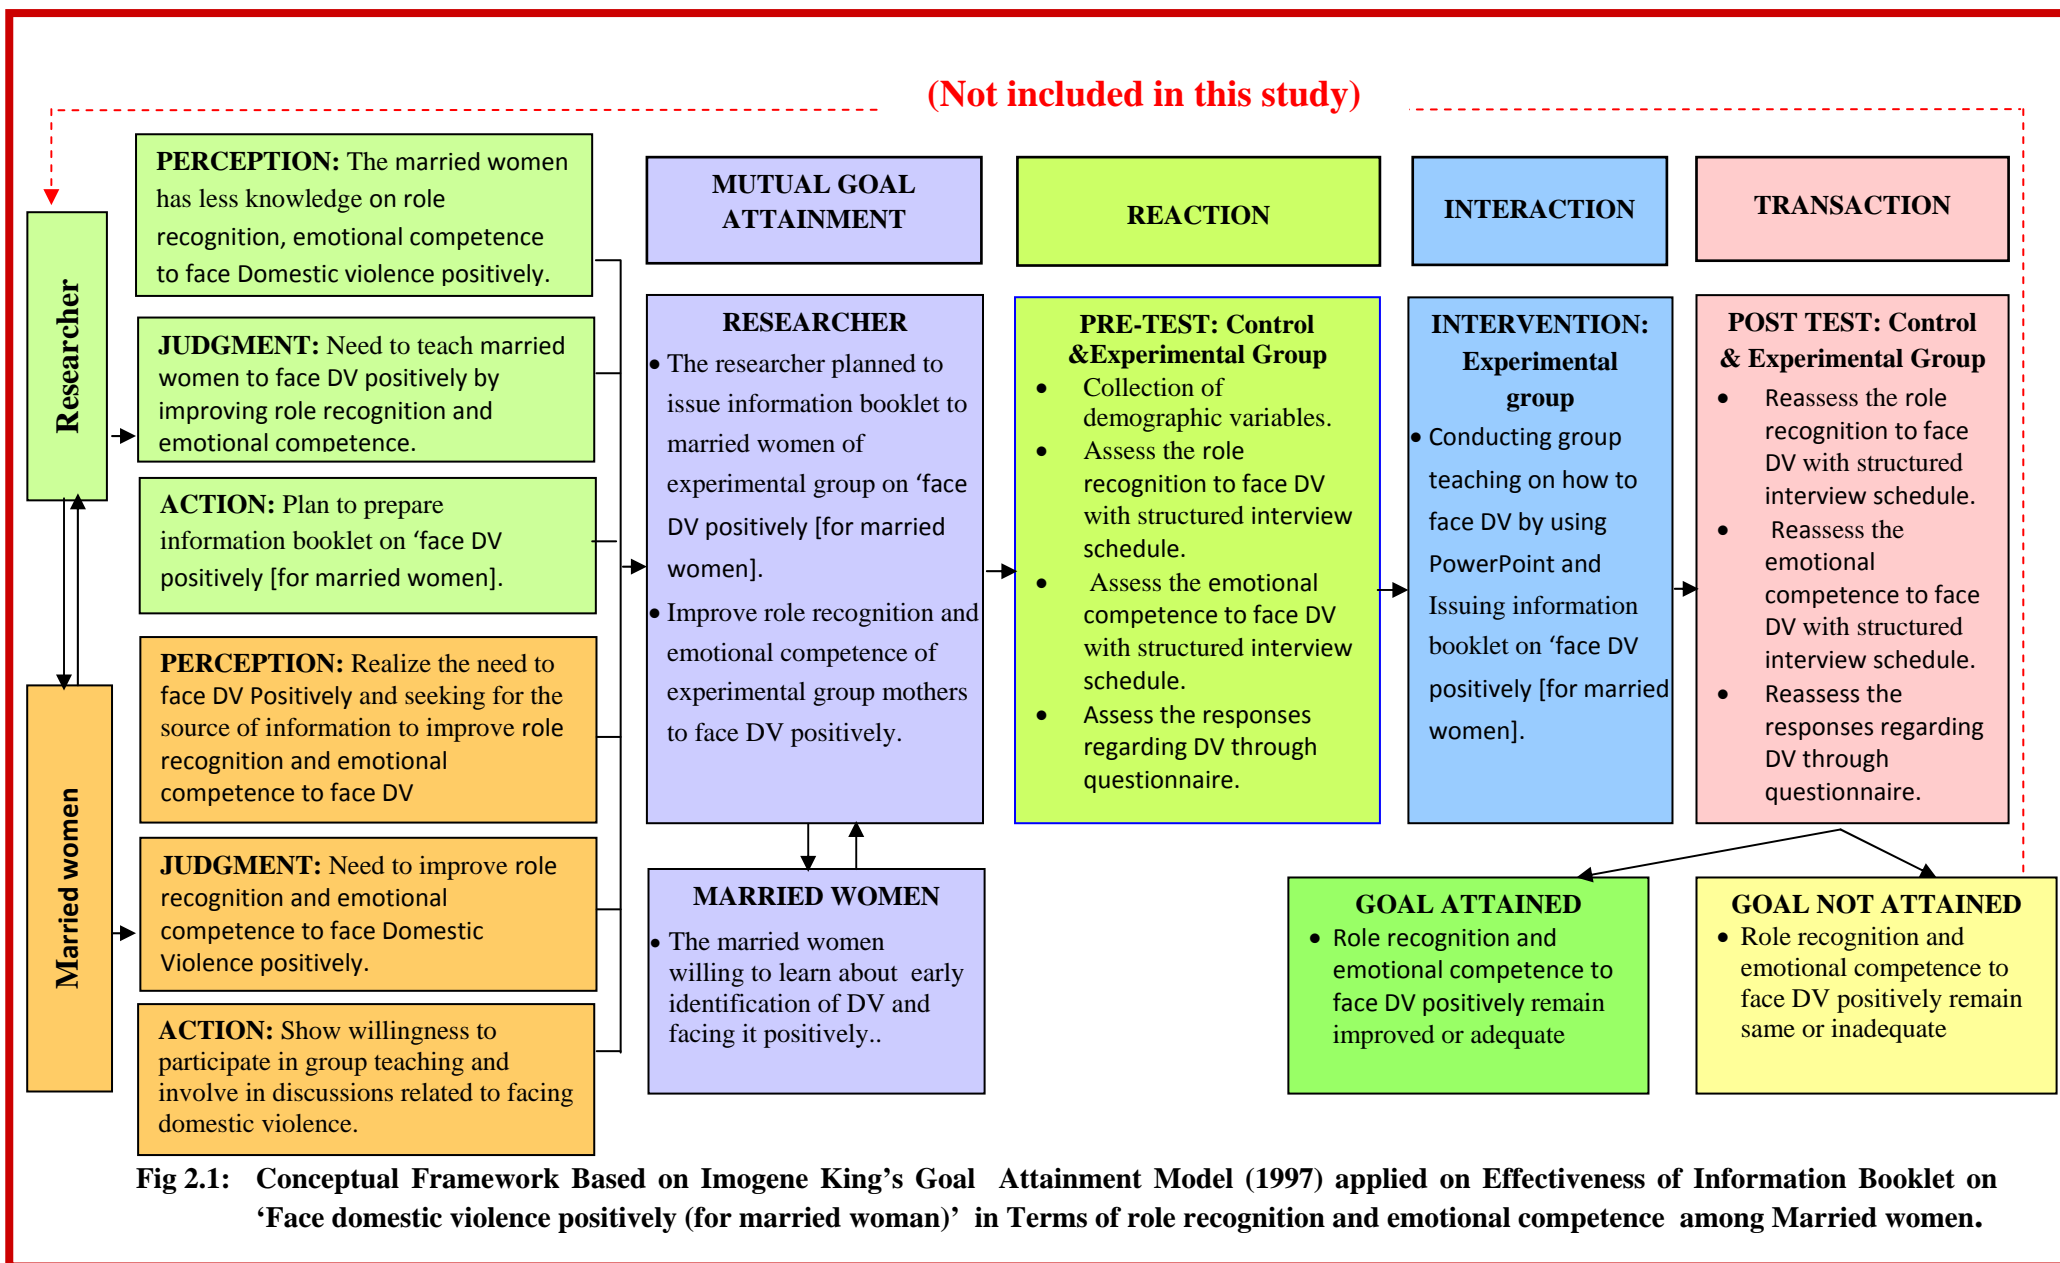 (Not included in this study)
Researcher
Married women
PERCEPTION: The married women
has less knowledge on role
recognition, emotional competence
to face Domestic violence positively.
JUDGMENT: Need to teach married
women to face DV positively by
improving role recognition and
emotional competence.
ACTION: Plan to prepare
information booklet on ‘face DV
positively [for married women].
PERCEPTION: Realize the need to
face DV Positively and seeking for the
source of information to improve role
recognition and emotional
competence to face DV
JUDGMENT: Need to improve role
recognition and emotional
competence to face Domestic
Violence positively.
ACTION: Show willingness to
participate in group teaching and
involve in discussions related to facing
domestic violence.
MUTUAL GOAL
ATTAINMENT
RESEARCHER
• The researcher planned to
issue information booklet to
married women of
experimental group on ‘face
DV positively [for married
women].
• Improve role recognition and
emotional competence of
experimental group mothers
to face DV positively.
MARRIED WOMEN
• The married women
willing to learn about early
identification of DV and
facing it positively..
REACTION
PRE-TEST: Control
&Experimental Group
• Collection of
demographic variables.
• Assess the role
recognition to face DV
with structured interview
schedule.
• Assess the emotional
competence to face DV
with structured interview
schedule.
• Assess the responses
regarding DV through
questionnaire.
INTERACTION
INTERVENTION:
Experimental
group
• Conducting group
teaching on how to
face DV by using
PowerPoint and
Issuing information
booklet on ‘face DV
positively [for married
women].
TRANSACTION
POST TEST: Control
& Experimental Group
• Reassess the role
recognition to face
DV with structured
interview schedule.
• Reassess the
emotional
competence to face
DV with structured
interview schedule.
• Reassess the
responses regarding
DV through
questionnaire.
GOAL ATTAINED
• Role recognition and
emotional competence to
face DV positively remain
improved or adequate
GOAL NOT ATTAINED
• Role recognition and
emotional competence to
face DV positively remain
same or inadequate
Fig 2.1: Conceptual Framework Based on Imogene King’s Goal Attainment Model (1997) applied on Effectiveness of Information Booklet on
‘Face domestic violence positively (for married woman)’ in Terms of role recognition and emotional competence among Married women.